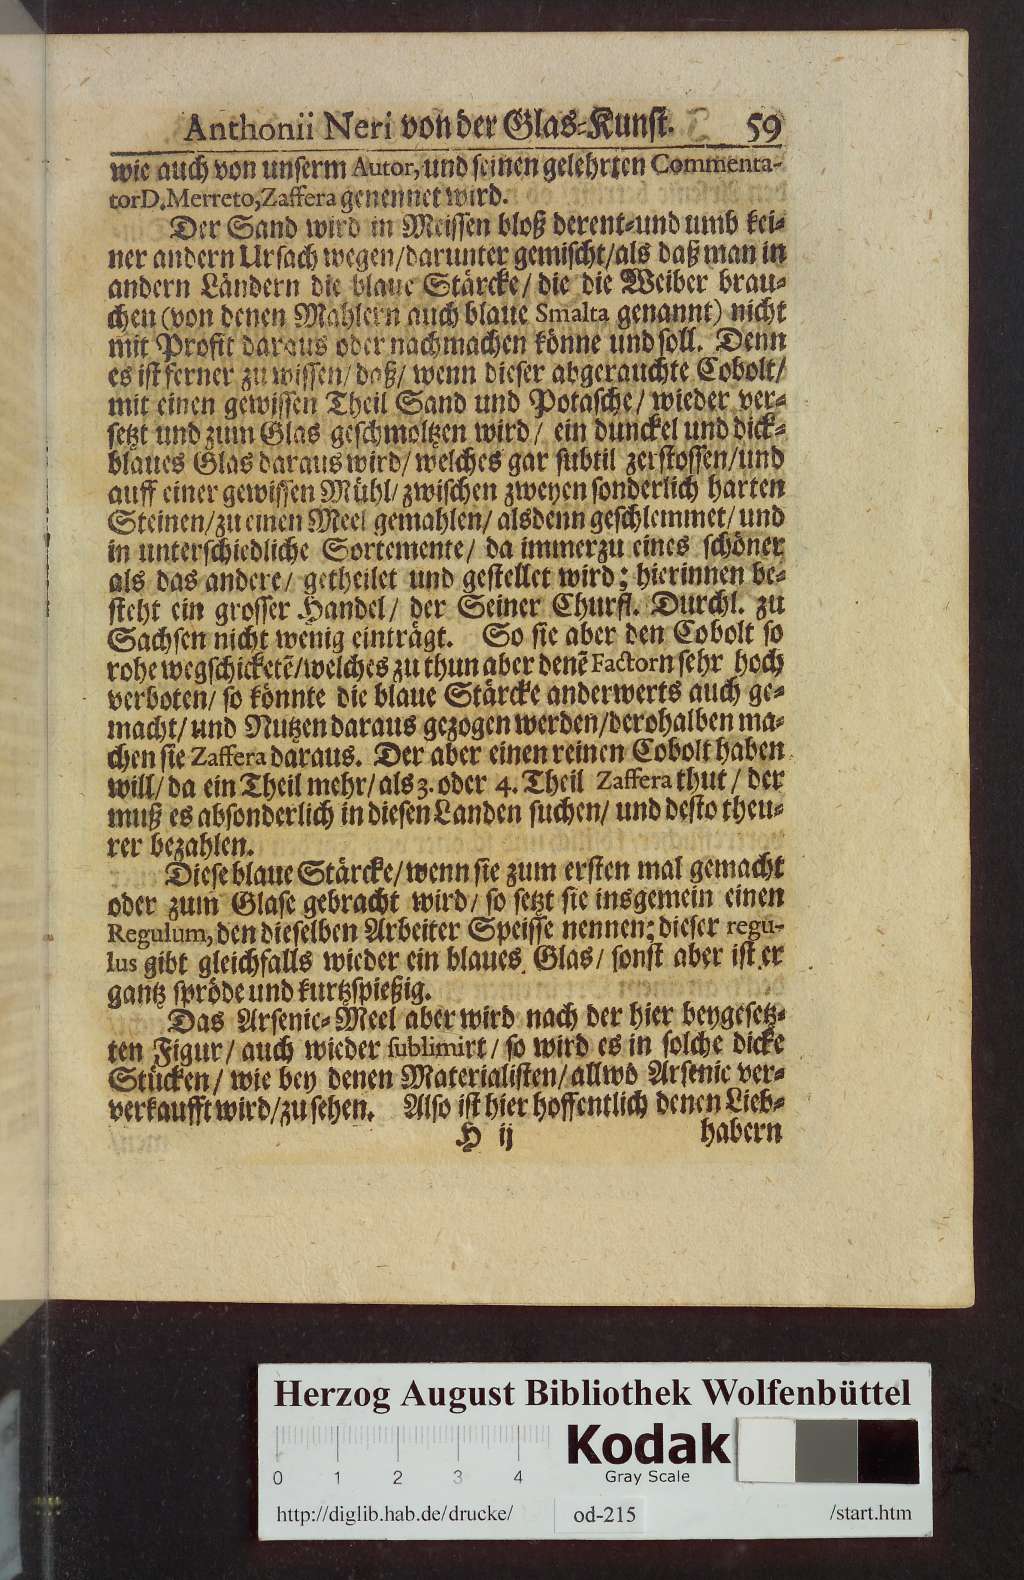 Anthonii Neri von der Glas-Kunst. 59
wie auch von unserm Autor, und seinen gelehrten Commenta-
tor D. Merreto, Zaffera genennet wird.
Der Sand wird in Meissen bloß derent-und umb kei-
ner andern Ursach wegen/darunter gemischt/als daß man in
andern Ländern die blaue Stärcke/ die die Weiber brau-
chen (von denen Mahlern auch blaue Smalta genannt) nicht
mit Profit daraus oder nachmachen könne und soll. Denn
es ist ferner zu wissen/ daß/ wenn dieser abgerauchte Cobolt/
mit einen gewissen Theil Sand und Potasche/ wieder ver-
setzt und zum Glas geschmoltzen wird/ ein dunckel und dick-
blaues Glas daraus wird/ welches gar subtil zerstossen/und
auff einer gewissen Mühl/ zwischen zweyen sonderlich harten
Steinen/ zu einen Meel gemahlen/ alsdenn geschlemmet/ und
in unterschiedliche Sortemente/ da immerzu eines schöner
als das andere/ getheilet und gestellet wird; hierinnen be-
steht ein grosser Handel/ der Seiner Churfl. Durchl. zu
Sachsen nicht wenig einträgt. So sie aber den Cobolt so
rohe wegschicketẽ/welches zu thun aber denẽ Factorn sehr hoch
verboten/ so könnte die blaue Stärcke anderwerts auch ge-
macht/ und Nutzen daraus gezogen werden/derohalben ma-
chen sie Zaffera daraus. Der aber einen reinen Cobolt haben
will/ da ein Theil mehr/ als 3. oder 4. Theil Zaffera thut/ der
muß es absonderlich in diesen Landen suchen/ und desto theu-
rer bezahlen.
Diese blaue Stärcke/wenn sie zum ersten mal gemacht
oder zum Glase gebracht wird/ so setzt sie insgemein einen
Regulum, den dieselben Arbeiter Speisse nennen; dieser regu-
lus gibt gleichfalls wieder ein blaues Glas/ sonst aber ist er
gantz spröde und kurtzspießig.
Das Arsenic-Meel aber wird nach der hier beygesetz-
ten Figur/ auch wieder sublimirt/ so wird es in solche dicke
Stücken/ wie bey denen Materialisten/allwo Arsenic ver-
verkaufft wird/zu sehen. Also ist hier hoffentlich denen Lieb-
H ij habern
Herzog August Bibliothek Wolfenbüttel
Kodak
0 1 2 3 4 Gray Scale
http://diglib.hab.de/drucke/ od-215 /start.htm